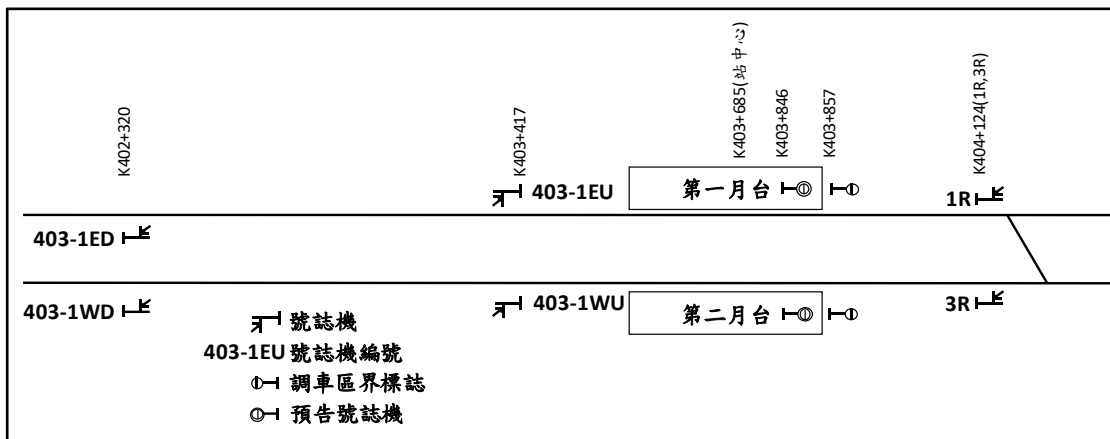 K402+320
K403+417
K403+685(站中心)
K403+846
K403+857
K404+124(1R,3R)
403-1EU
第一月台
1R
403-1ED
403-1WD
403-1WU
第二月台
3R
號誌機
403-1EU 號誌機編號
調車區界標誌
預告號誌機